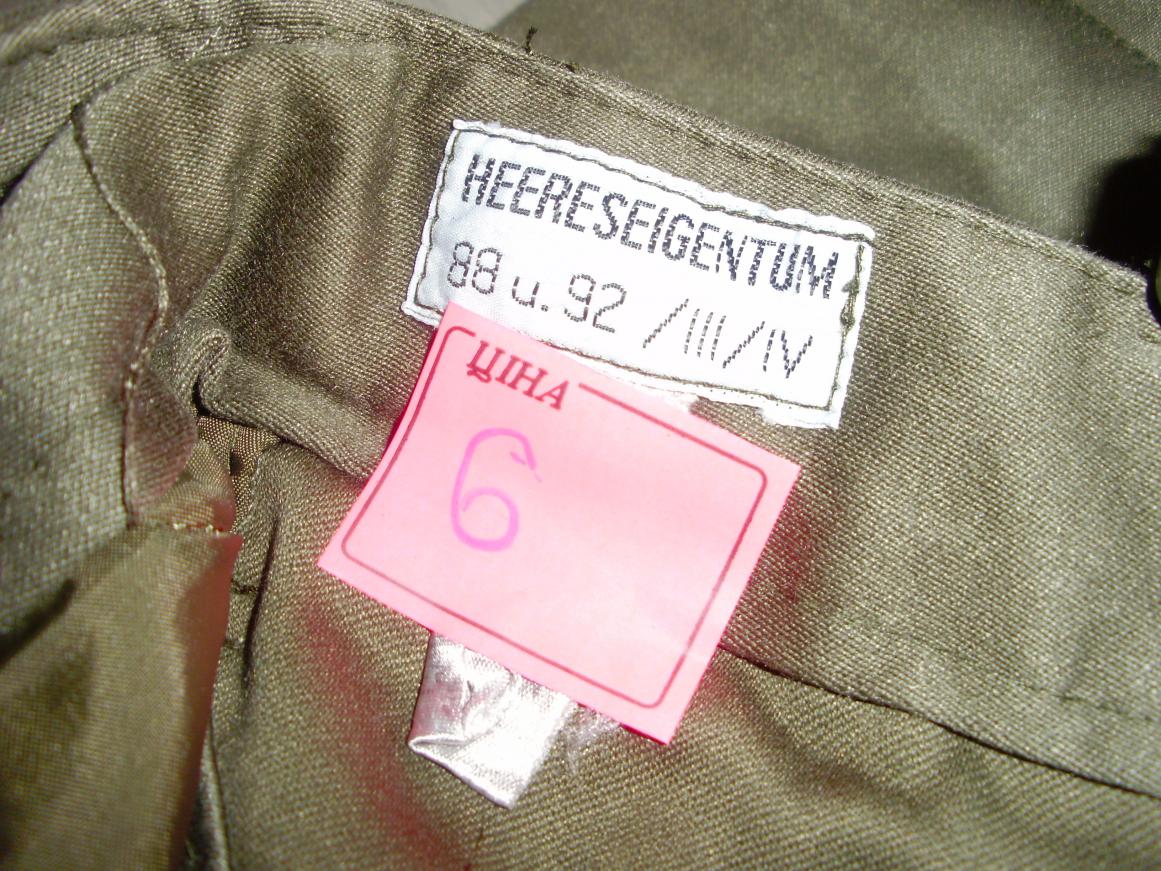 HEERESEIGENTUM
88 u. 92 /III/IV
ЦІНА
6